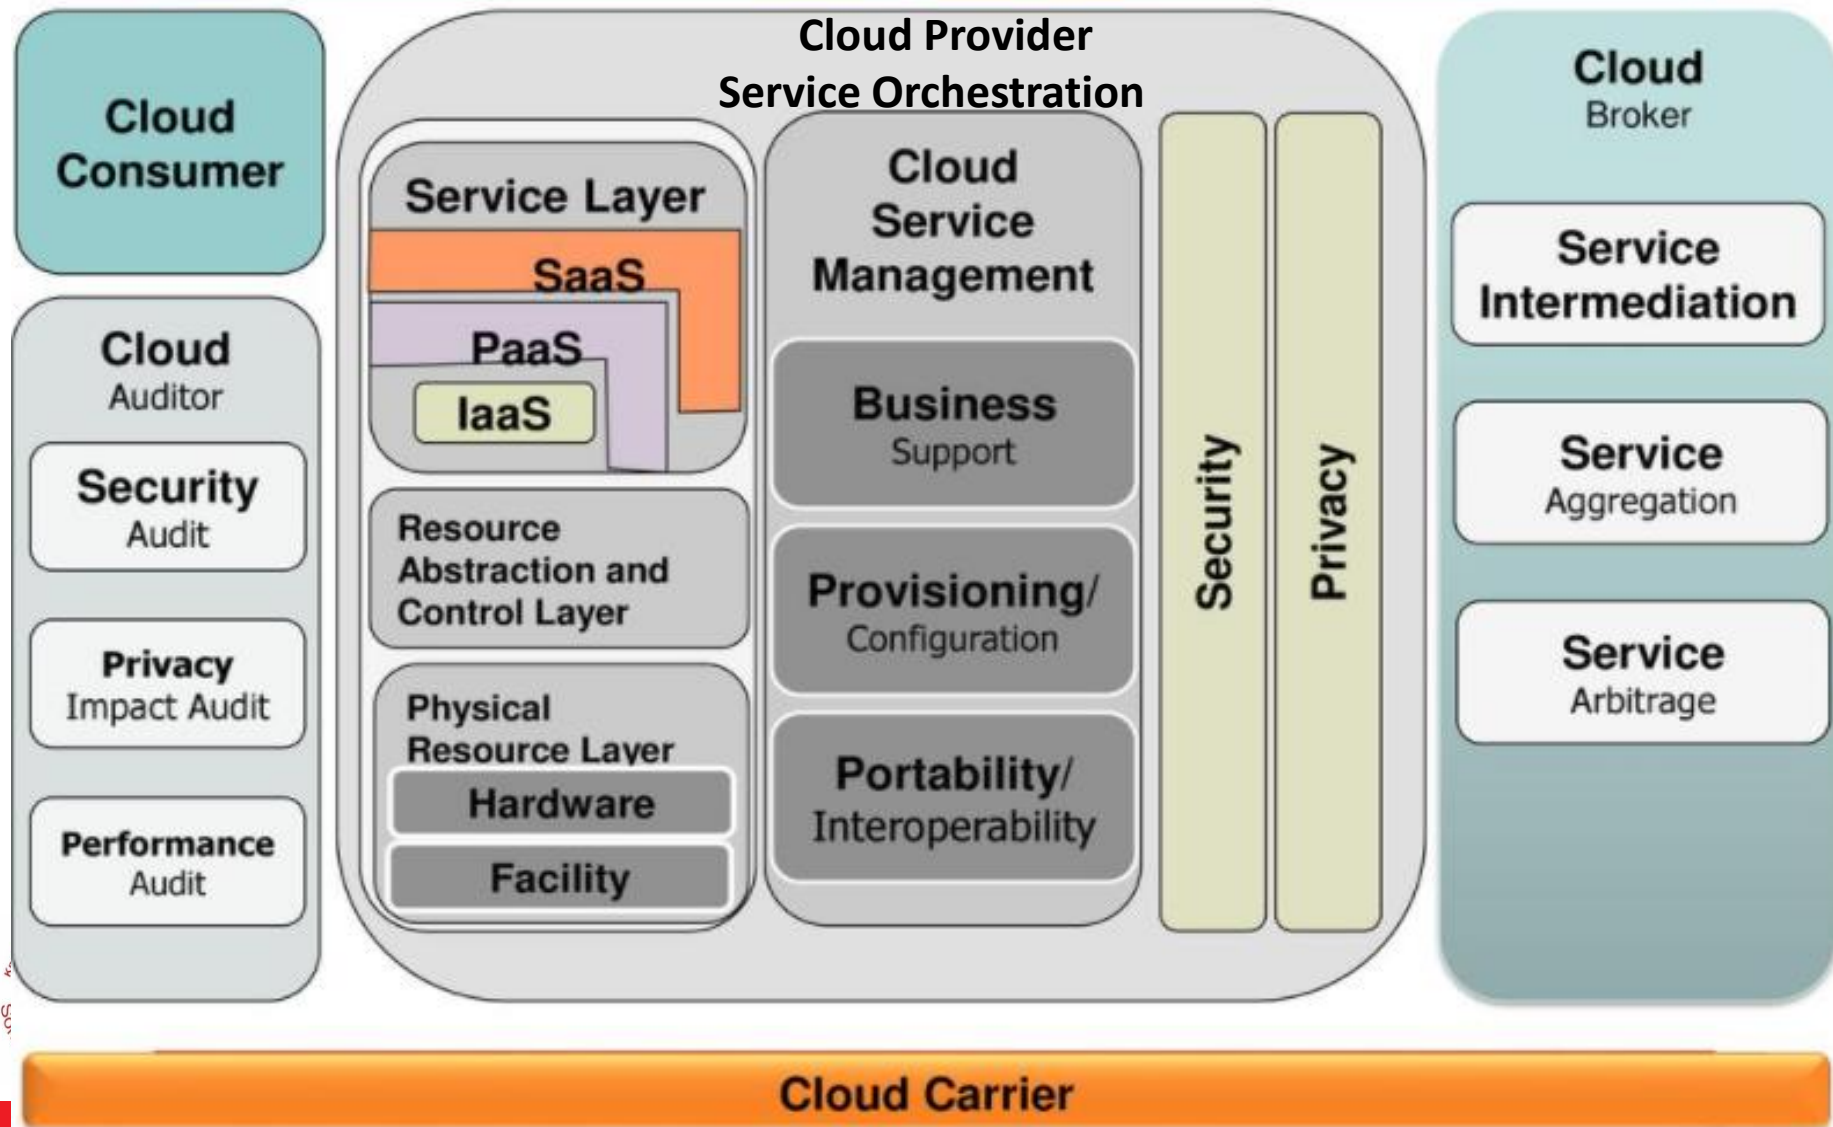 Cloud Provider
Service Orchestration
Cloud
Consumer
Cloud
Auditor
Security
Audit
Privacy
Impact Audit
Performance
Audit
Service Layer
SaaS
PaaS
IaaS
Resource
Abstraction and
Control Layer
Physical
Resource Layer
Hardware
Facility
Cloud
Service
Management
Business
Support
Provisioning/
Configuration
Portability/
Interoperability
Security
Privacy
Cloud
Broker
Service
Intermediation
Service
Aggregation
Service
Arbitrage
Cloud Carrier